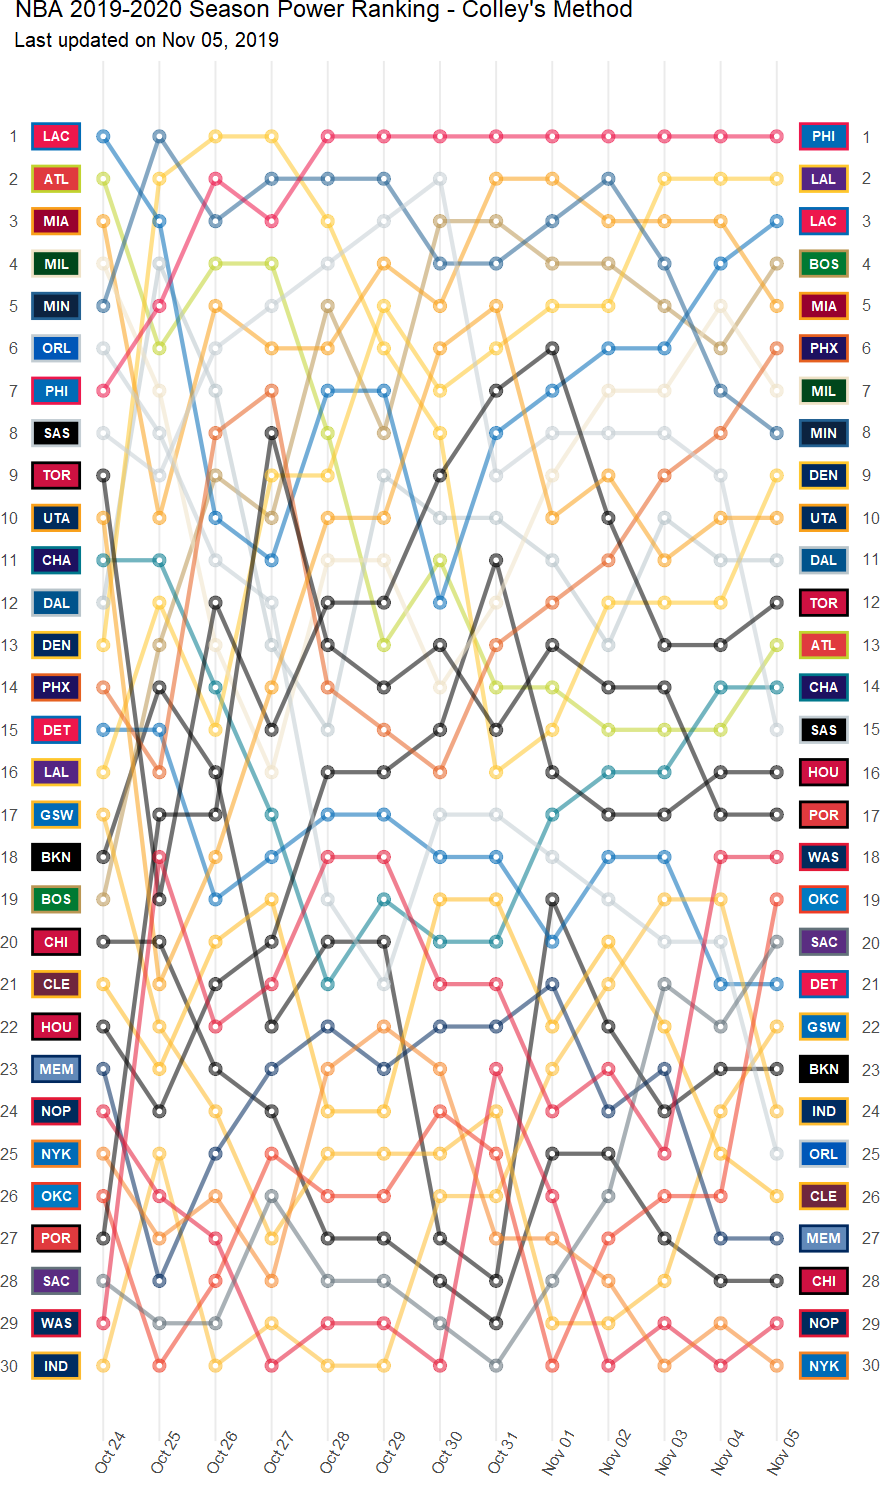 NBA 2019-2020 Season Power Ranking - Colley's Method
Last updated on Nov 05, 2019
1 LAC PHI 1
2 ATL LAL 2
3 MIA LAC 3
4 MIL BOS 4
5 MIN MIA 5
6 ORL PHX 6
7 PHI MIL 7
8 SAS MIN 8
9 TOR DEN 9
10 UTA UTA 10
11 CHA DAL 11
12 DAL TOR 12
13 DEN ATL 13
14 PHX CHA 14
15 DET SAS 15
16 LAL HOU 16
17 GSW POR 17
18 BKN WAS 18
19 BOS OKC 19
20 CHI SAC 20
21 CLE DET 21
22 HOU GSW 22
23 MEM BKN 23
24 NOP IND 24
25 NYK ORL 25
26 OKC CLE 26
27 POR MEM 27
28 SAC CHI 28
29 WAS NOP 29
30 IND NYK 30
Oct 24 Oct 25 Oct 26 Oct 27 Oct 28 Oct 29 Oct 30 Oct 31 Nov 01 Nov 02 Nov 03 Nov 04 Nov 05